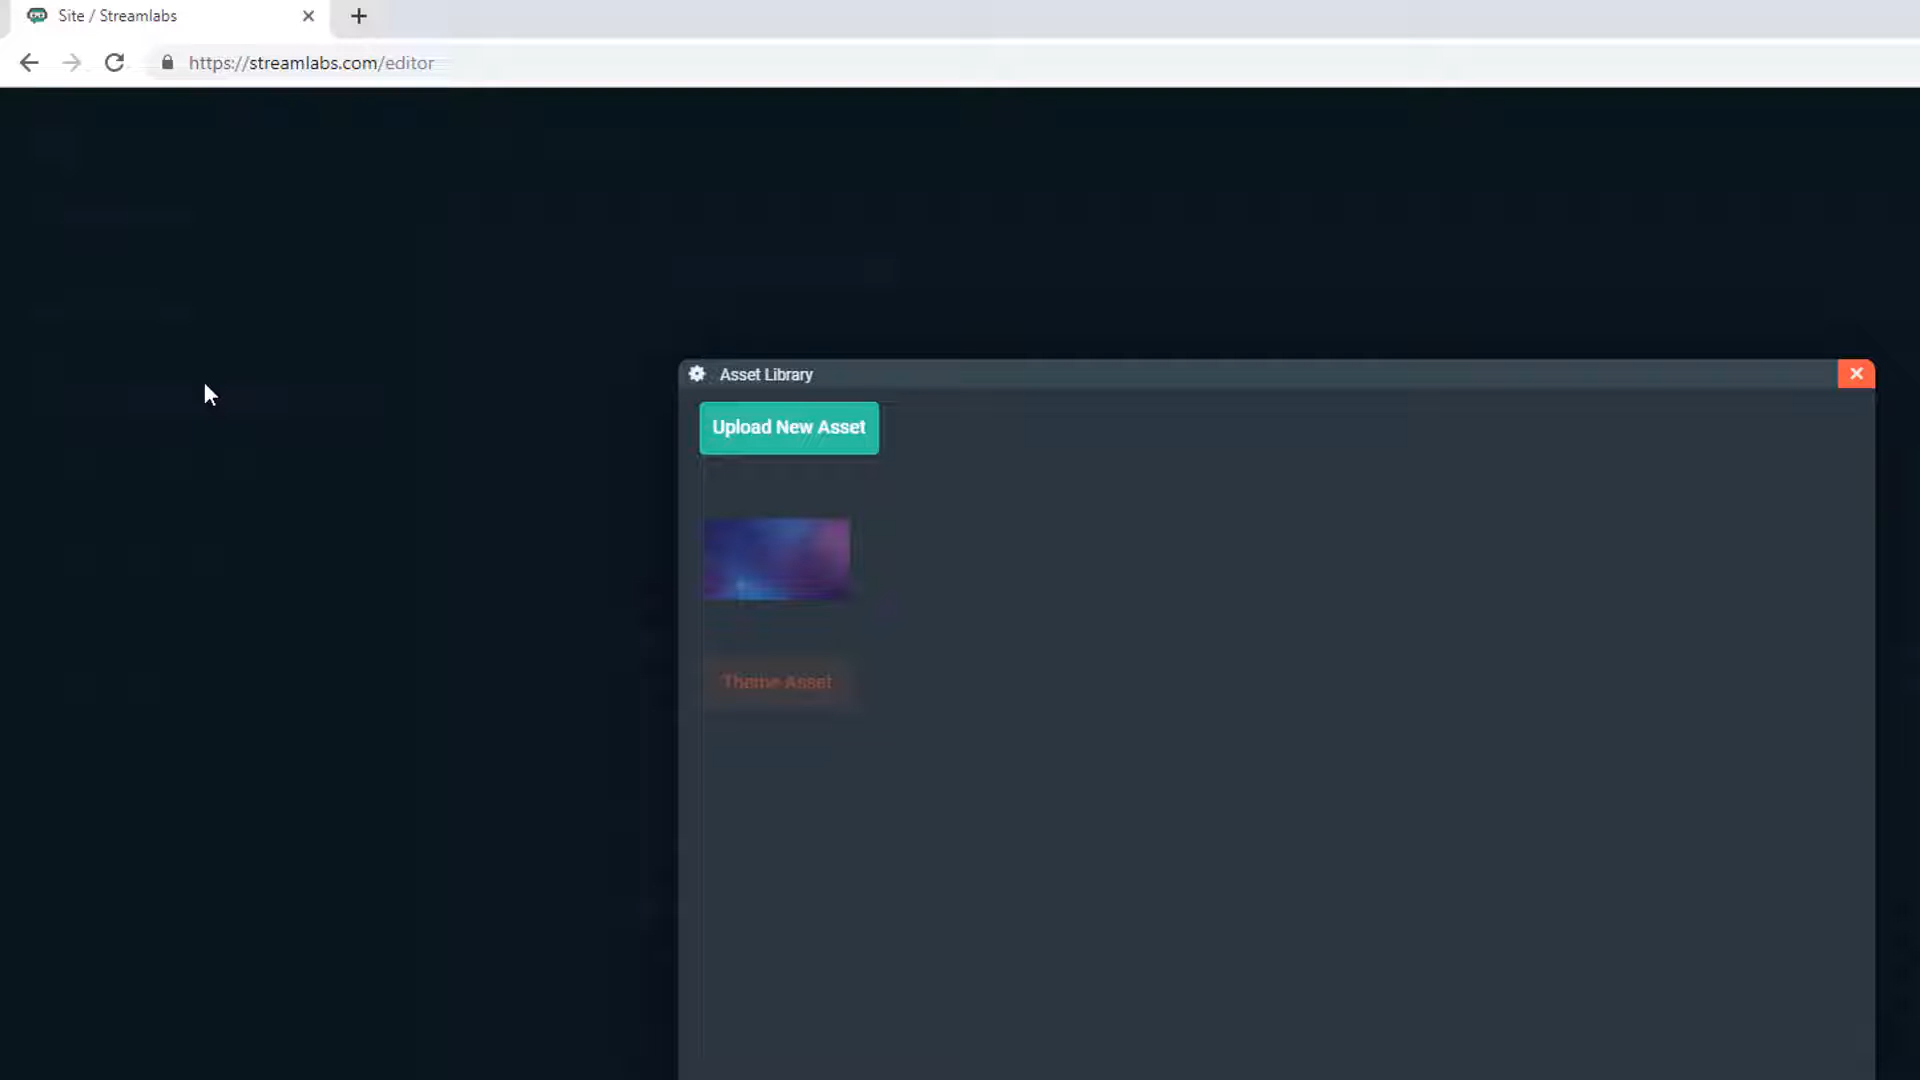 Site / Streamlabs
https://streamlabs.com/editor
Asset Library
Upload New Asset
Theme Asset